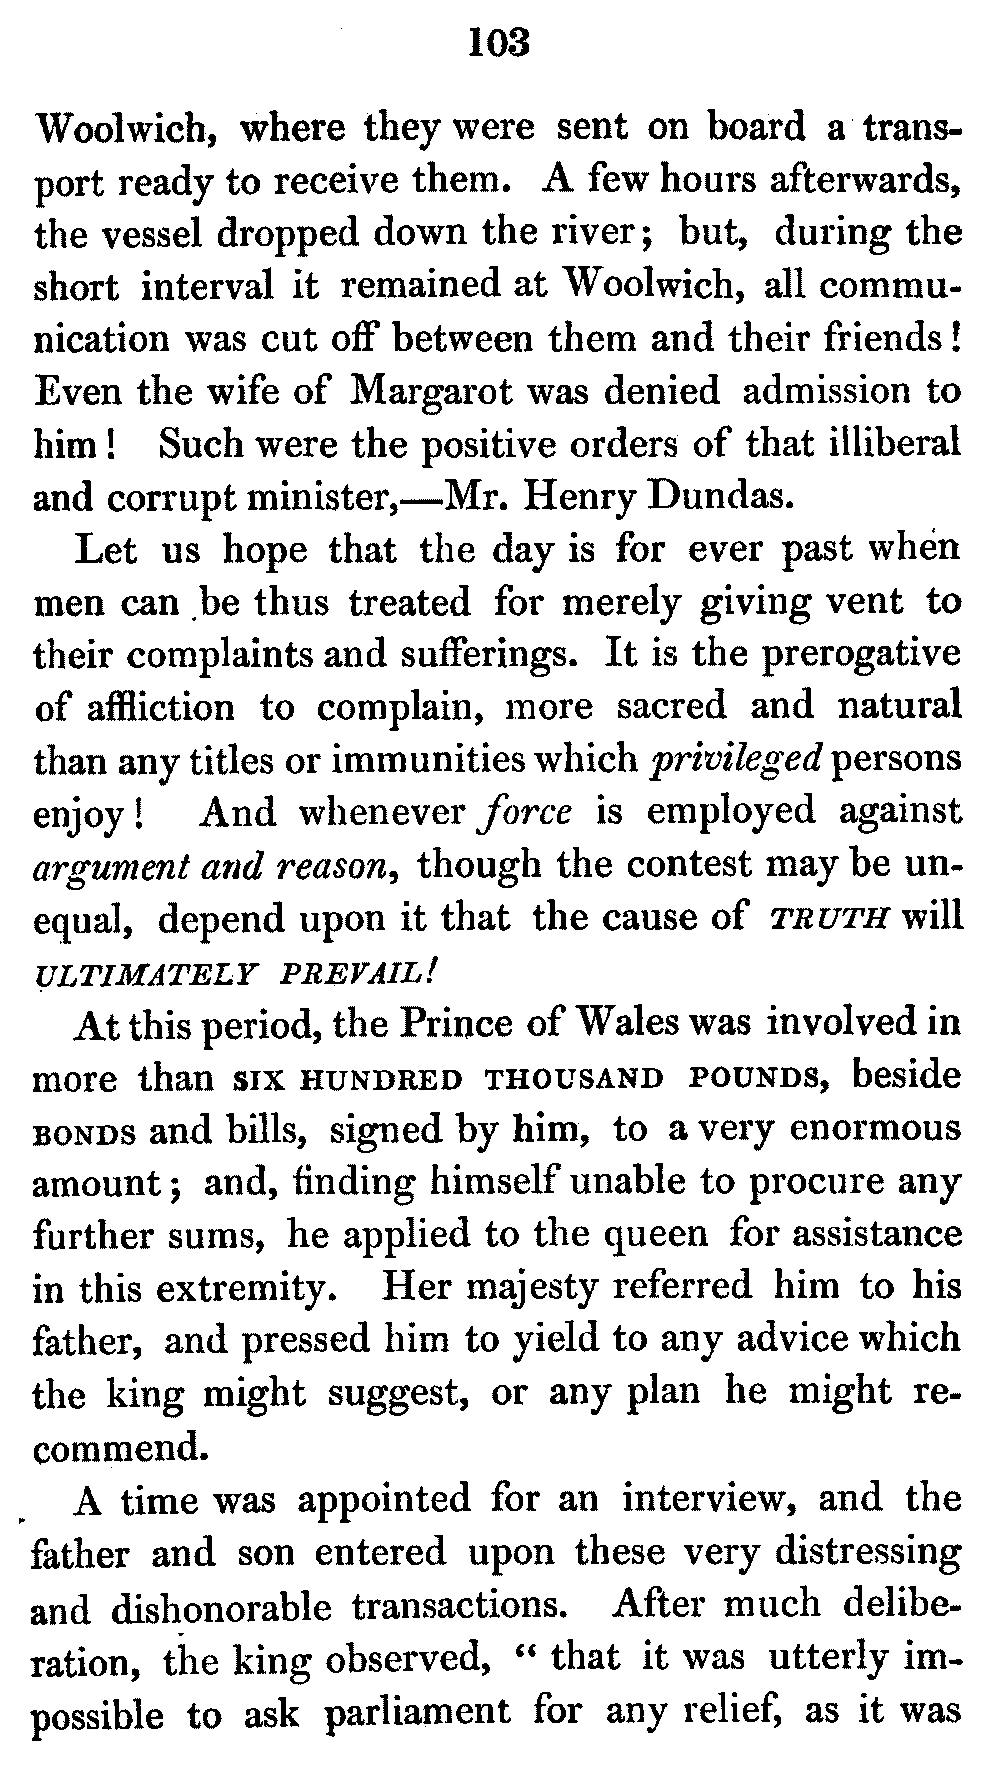 103
Woolwich, where they were sent on board a trans-
port ready to receive them. A few hours afterwards,
the vessel dropped down the river; but, during the
short interval it remained at Woolwich, all commu-
nication was cut off between them and their friends!
Even the wife of Margarot was denied admission to
him! Such were the positive orders of that illiberal
and corrupt minister,—Mr. Henry Dundas.
Let us hope that the day is for ever past when
men can be thus treated for merely giving vent to
their complaints and sufferings. It is the prerogative
of affliction to complain, more sacred and natural
than any titles or immunities which privileged persons
enjoy! And whenever force is employed against
argument and reason, though the contest may be un-
equal, depend upon it that the cause of TRUTH will
ULTIMATELY PREVAIL!
At this period, the Prince of Wales was involved in
more than SIX HUNDRED THOUSAND POUNDS, beside
BONDS and bills, signed by him, to a very enormous
amount; and, finding himself unable to procure any
further sums, he applied to the queen for assistance
in this extremity. Her majesty referred him to his
father, and pressed him to yield to any advice which
the king might suggest, or any plan he might re-
commend.
A time was appointed for an interview, and the
father and son entered upon these very distressing
and dishonorable transactions. After much delibe-
ration, the king observed, “ that it was utterly im-
possible to ask parliament for any relief, as it was